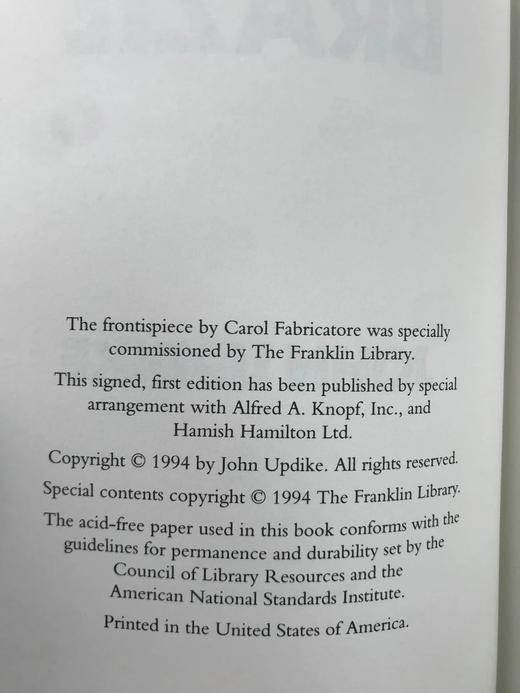 The frontispiece by Carol Fabricatore was specially
commissioned by The Franklin Library.
This signed, first edition has been published by special
arrangement with Alfred A. Knopf, Inc., and
Hamish Hamilton Ltd.
Copyright © 1994 by John Updike. All rights reserved.
Special contents copyright © 1994 The Franklin Library.
The acid-free paper used in this book conforms with the
guidelines for permanence and durability set by the
Council of Library Resources and the
American National Standards Institute.
Printed in the United States of America.